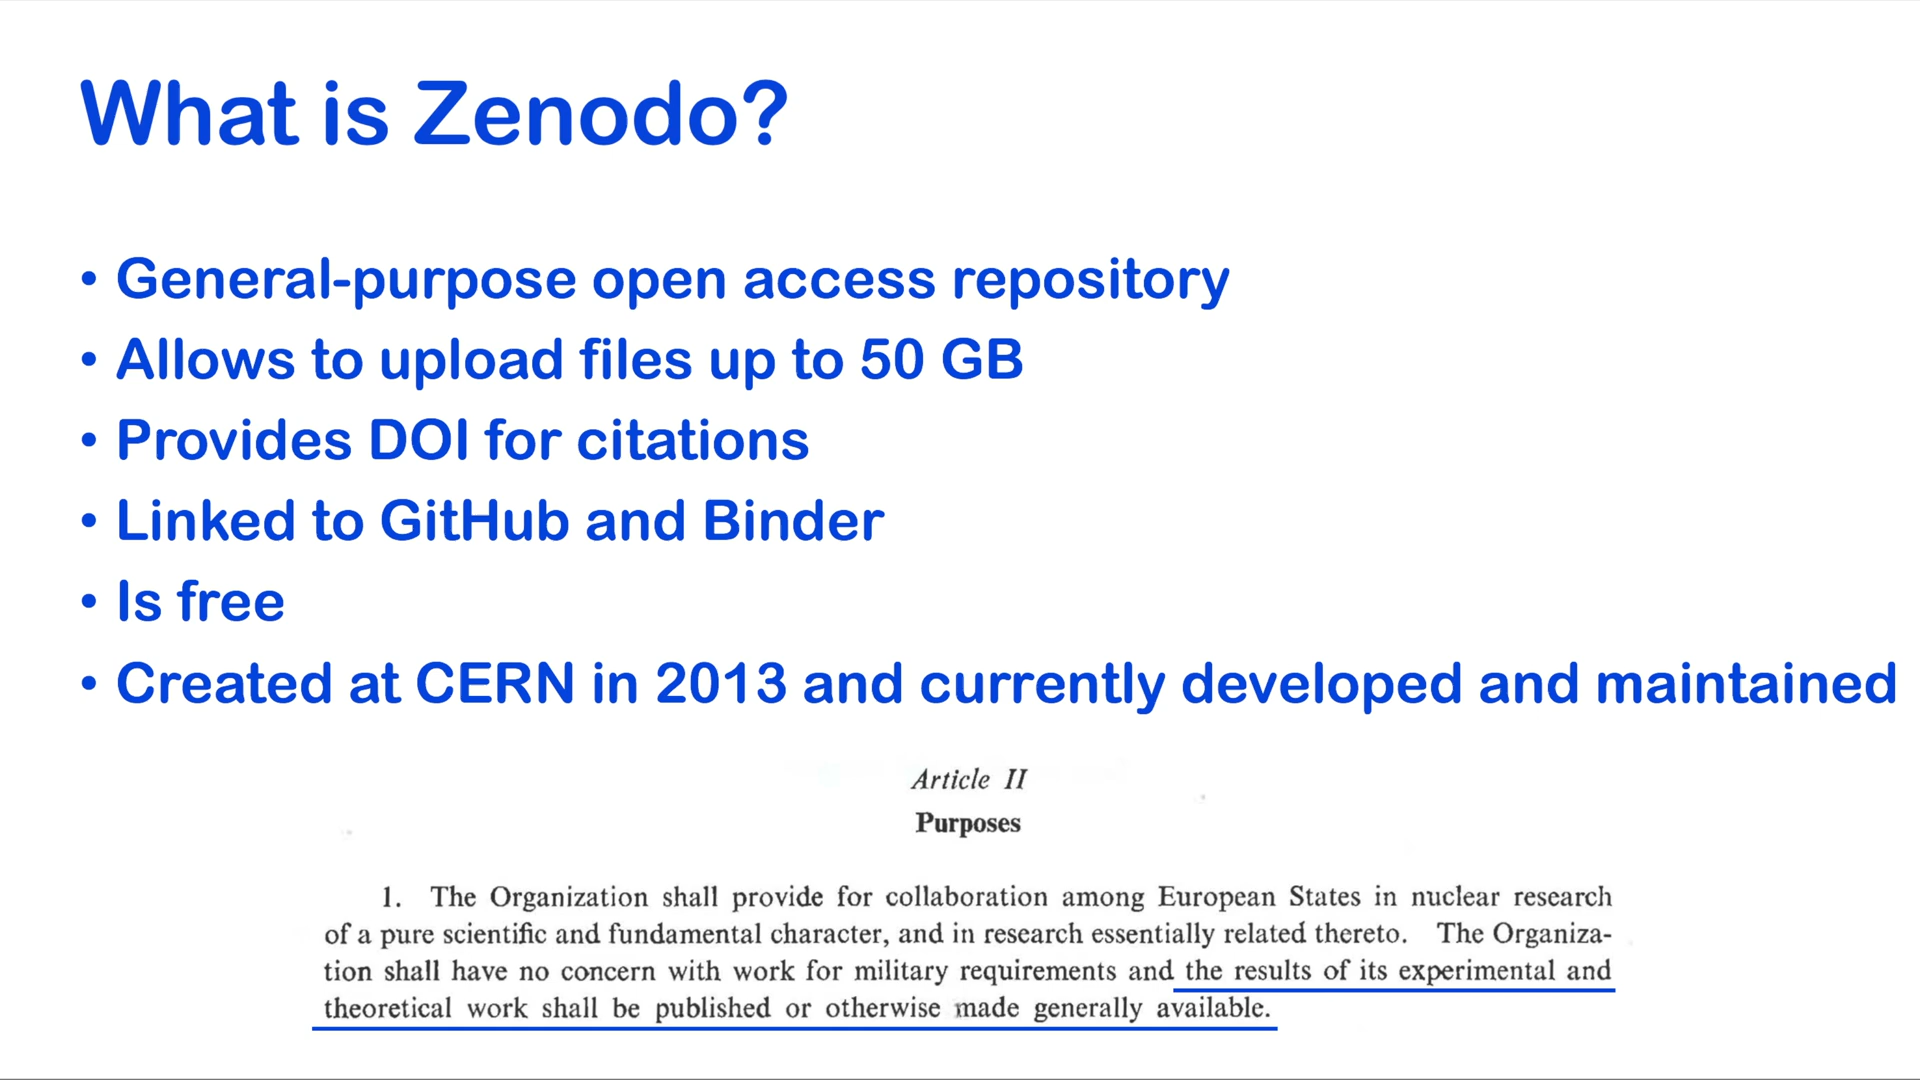 What is Zenodo?
• General-purpose open access repository
• Allows to upload files up to 50 GB
• Provides DOI for citations
• Linked to GitHub and Binder
• Is free
• Created at CERN in 2013 and currently developed and maintained
Article II
Purposes
1. The Organization shall provide for collaboration among European States in nuclear research
of a pure scientific and fundamental character, and in research essentially related thereto. The Organiza-
tion shall have no concern with work for military requirements and the results of its experimental and
theoretical work shall be published or otherwise made generally available.